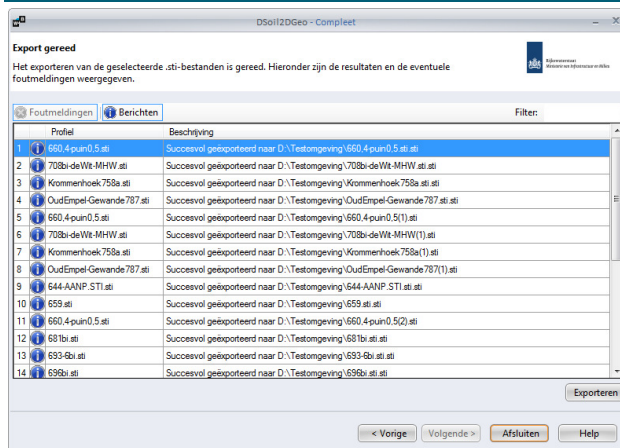 DSoil2DGeo - Compleet
Export gereed
Het exporteren van de geselecteerde .sti-bestanden is gereed. Hieronder zijn de resultaten en de eventuele
foutmeldingen weergegeven.
Rijkswaterstaat
Ministerie van Infrastructuur en Milieu
Foutmeldingen Berichten Filter:
Profiel Beschrijving
1 660,4-puin0,5.sti Succesvol geëxporteerd naar D:\Testomgeving\660,4-puin0,5.sti.sti
2 708bi-deWit-MHW.sti Succesvol geëxporteerd naar D:\Testomgeving\708bi-deWit-MHW.sti.sti
3 Krommenhoek758a.sti Succesvol geëxporteerd naar D:\Testomgeving\Krommenhoek758a.sti.sti
4 OudEmpel-Gewande787.sti Succesvol geëxporteerd naar D:\Testomgeving\OudEmpel-Gewande787.sti.sti
5 660,4-puin0,5.sti Succesvol geëxporteerd naar D:\Testomgeving\660,4-puin0,5(1).sti
6 708bi-deWit-MHW.sti Succesvol geëxporteerd naar D:\Testomgeving\708bi-deWit-MHW(1).sti
7 Krommenhoek758a.sti Succesvol geëxporteerd naar D:\Testomgeving\Krommenhoek758a(1).sti
8 OudEmpel-Gewande787.sti Succesvol geëxporteerd naar D:\Testomgeving\OudEmpel-Gewande787(1).sti
9 644-AANP.STI.sti Succesvol geëxporteerd naar D:\Testomgeving\644-AANP.STI.sti
10 659.sti Succesvol geëxporteerd naar D:\Testomgeving\659.sti.sti
11 660,4-puin0,5.sti Succesvol geëxporteerd naar D:\Testomgeving\660,4-puin0,5(2).sti
12 681bi.sti Succesvol geëxporteerd naar D:\Testomgeving\681bi.sti.sti
13 693-6bi.sti Succesvol geëxporteerd naar D:\Testomgeving\693-6bi.sti.sti
14 696bi.sti Succesvol geëxporteerd naar D:\Testomgeving\696bi.sti.sti
Exporteren
< Vorige Volgende > Afsluiten Help